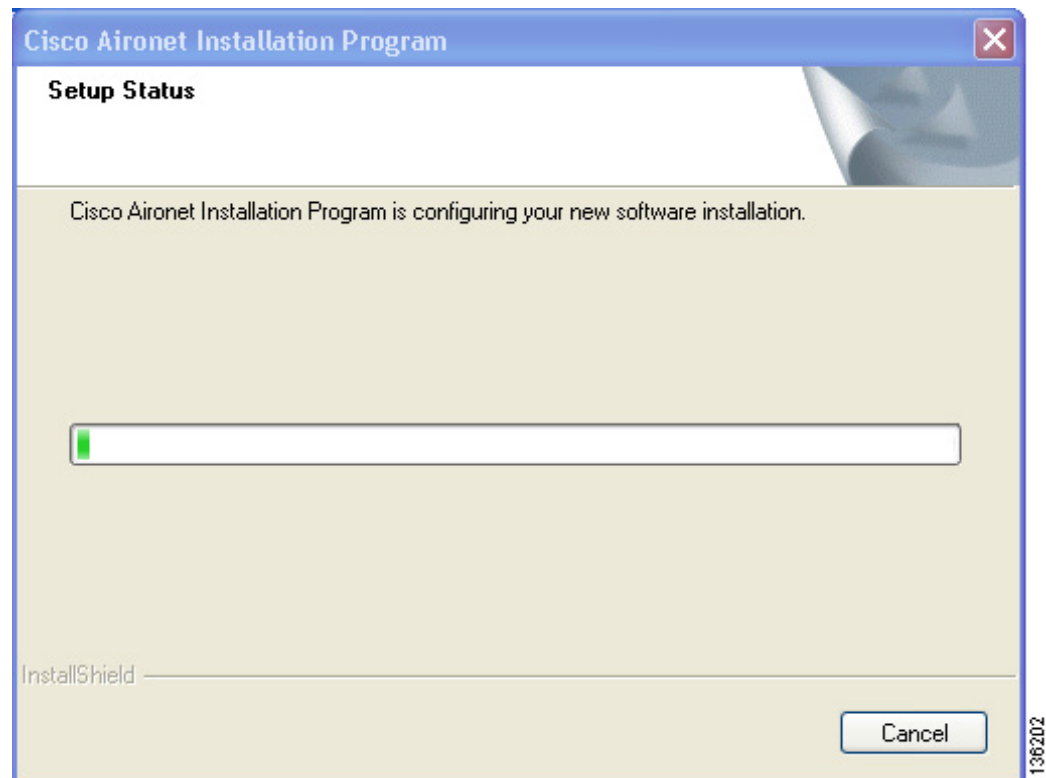 Cisco Aironet Installation Program
Setup Status
Cisco Aironet Installation Program is configuring your new software installation.
InstallShield
Cancel
136202